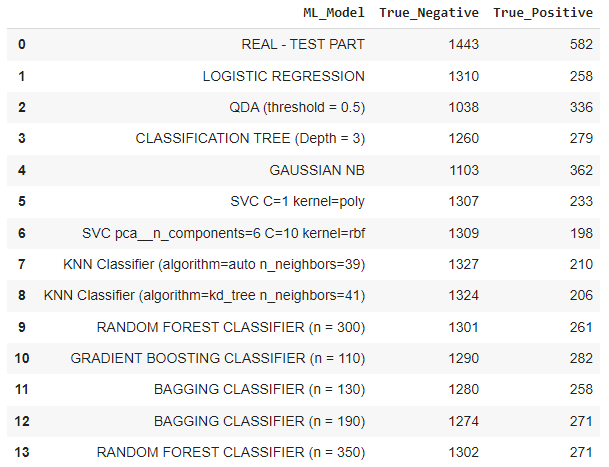 ML_Model True_Negative True_Positive
0 REAL - TEST PART 1443 582
1 LOGISTIC REGRESSION 1310 258
2 QDA (threshold = 0.5) 1038 336
3 CLASSIFICATION TREE (Depth = 3) 1260 279
4 GAUSSIAN NB 1103 362
5 SVC C=1 kernel=poly 1307 233
6 SVC pca__n_components=6 C=10 kernel=rbf 1309 198
7 KNN Classifier (algorithm=auto n_neighbors=39) 1327 210
8 KNN Classifier (algorithm=kd_tree n_neighbors=41) 1324 206
9 RANDOM FOREST CLASSIFIER (n = 300) 1301 261
10 GRADIENT BOOSTING CLASSIFIER (n = 110) 1290 282
11 BAGGING CLASSIFIER (n = 130) 1280 258
12 BAGGING CLASSIFIER (n = 190) 1274 271
13 RANDOM FOREST CLASSIFIER (n = 350) 1302 271